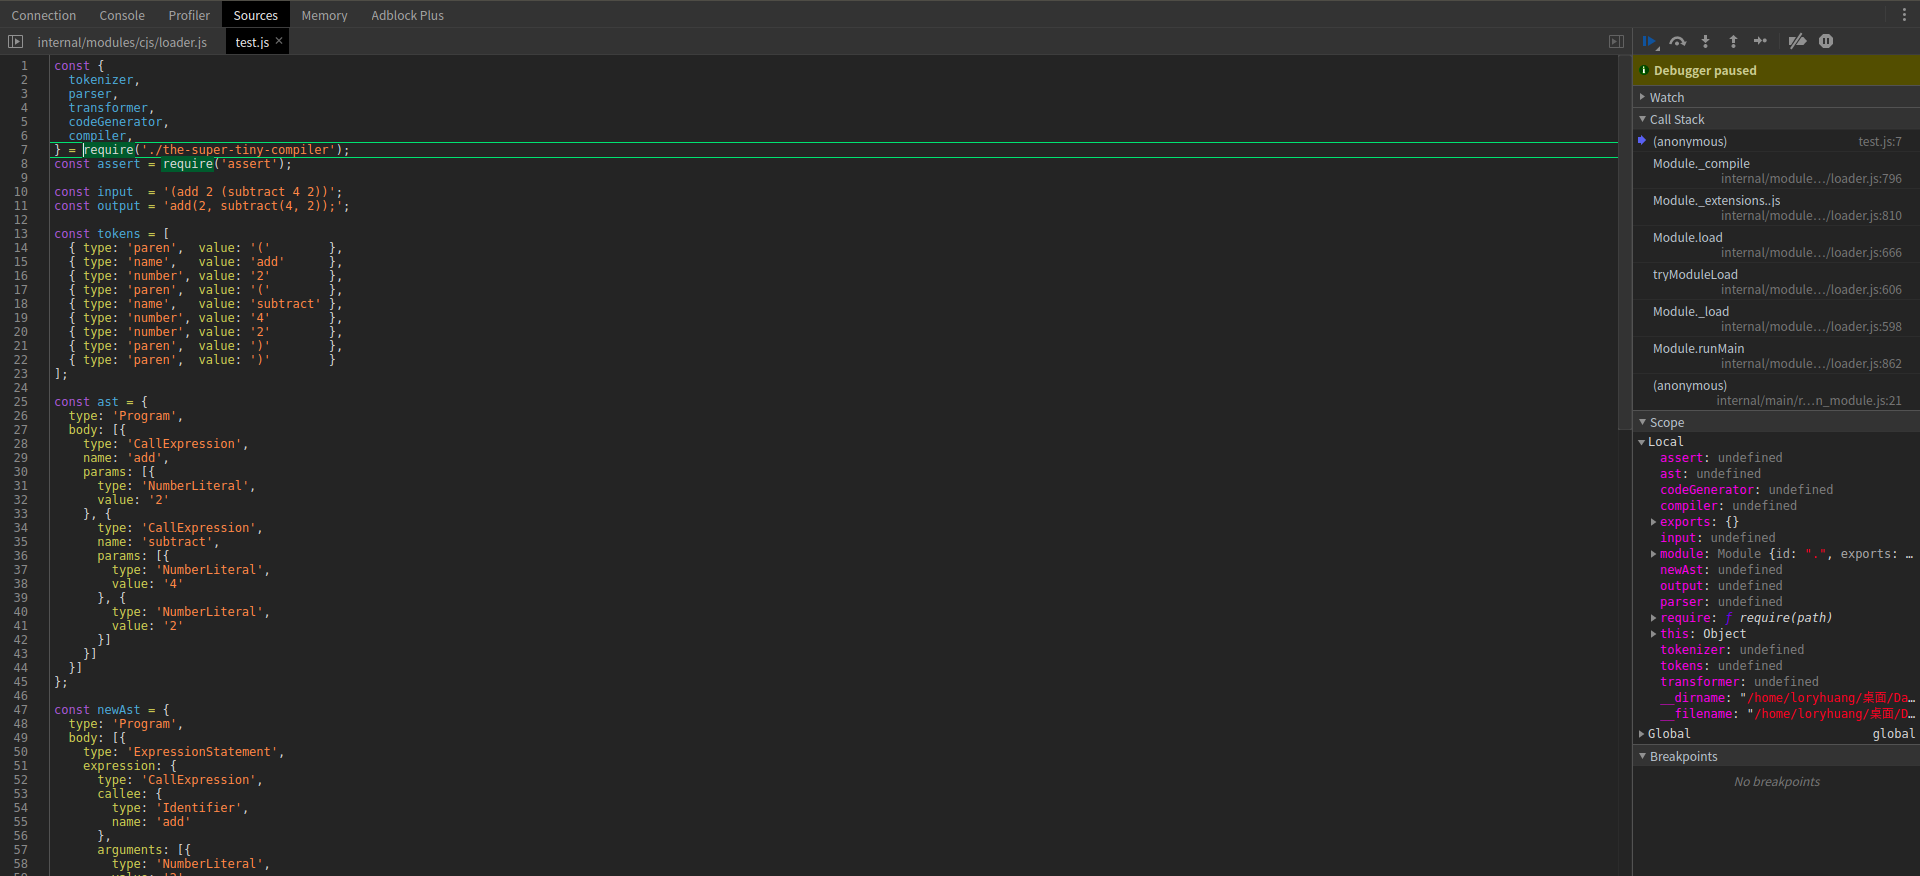 Connection Console Profiler Sources Memory Adblock Plus
internal/modules/cjs/loader.js test.js ×
1 const {
2   tokenizer,
3   parser,
4   transformer,
5   codeGenerator,
6   compiler,
7 } = require('./the-super-tiny-compiler');
8 const assert = require('assert');
9
10 const input  = '(add 2 (subtract 4 2))';
11 const output = 'add(2, subtract(4, 2));';
12
13 const tokens = [
14   { type: 'paren',  value: '('        },
15   { type: 'name',   value: 'add'      },
16   { type: 'number', value: '2'        },
17   { type: 'paren',  value: '('        },
18   { type: 'name',   value: 'subtract' },
19   { type: 'number', value: '4'        },
20   { type: 'number', value: '2'        },
21   { type: 'paren',  value: ')'        },
22   { type: 'paren',  value: ')'        }
23 ];
24
25 const ast = {
26   type: 'Program',
27   body: [{
28     type: 'CallExpression',
29     name: 'add',
30     params: [{
31       type: 'NumberLiteral',
32       value: '2'
33     }, {
34       type: 'CallExpression',
35       name: 'subtract',
36       params: [{
37         type: 'NumberLiteral',
38         value: '4'
39       }, {
40         type: 'NumberLiteral',
41         value: '2'
42       }]
43     }]
44   }]
45 };
46
47 const newAst = {
48   type: 'Program',
49   body: [{
50     type: 'ExpressionStatement',
51     expression: {
52       type: 'CallExpression',
53       callee: {
54         type: 'Identifier',
55         name: 'add'
56       },
57       arguments: [{
58         type: 'NumberLiteral',
Debugger paused
Watch
Call Stack
(anonymous) test.js:7
Module._compile
internal/module…/loader.js:796
Module._extensions..js
internal/module…/loader.js:810
Module.load
internal/module…/loader.js:666
tryModuleLoad
internal/module…/loader.js:606
Module._load
internal/module…/loader.js:598
Module.runMain
internal/module…/loader.js:862
(anonymous)
internal/main/r…n_module.js:21
Scope
Local
assert: undefined
ast: undefined
codeGenerator: undefined
compiler: undefined
exports: {}
input: undefined
module: Module {id: ".", exports: …
newAst: undefined
output: undefined
parser: undefined
require: ƒ require(path)
this: Object
tokenizer: undefined
tokens: undefined
transformer: undefined
__dirname: "/home/loryhuang/桌面/Da…
__filename: "/home/loryhuang/桌面/D…
Global global
Breakpoints
No breakpoints